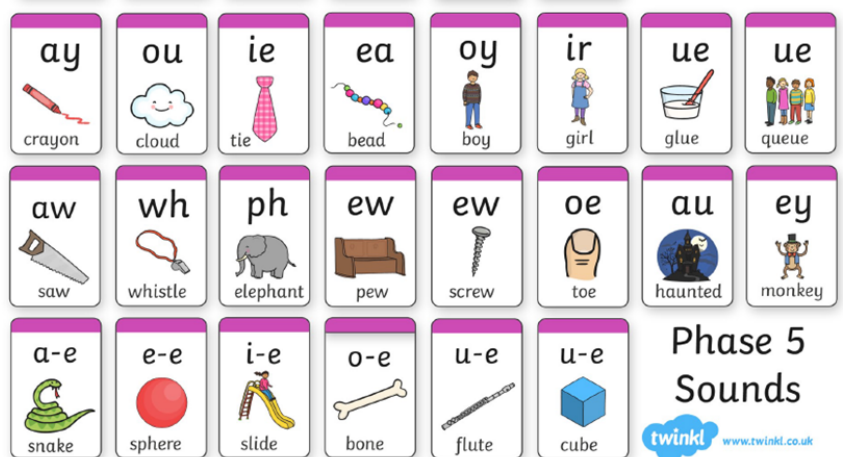 ay ou ie ea oy ir ue ue
crayon cloud tie bead boy girl glue queue
aw wh ph ew ew oe au ey
saw whistle elephant pew screw toe haunted monkey
a-e e-e i-e o-e u-e u-e
snake sphere slide bone flute cube
Phase 5
Sounds
twinkl www.twinkl.co.uk